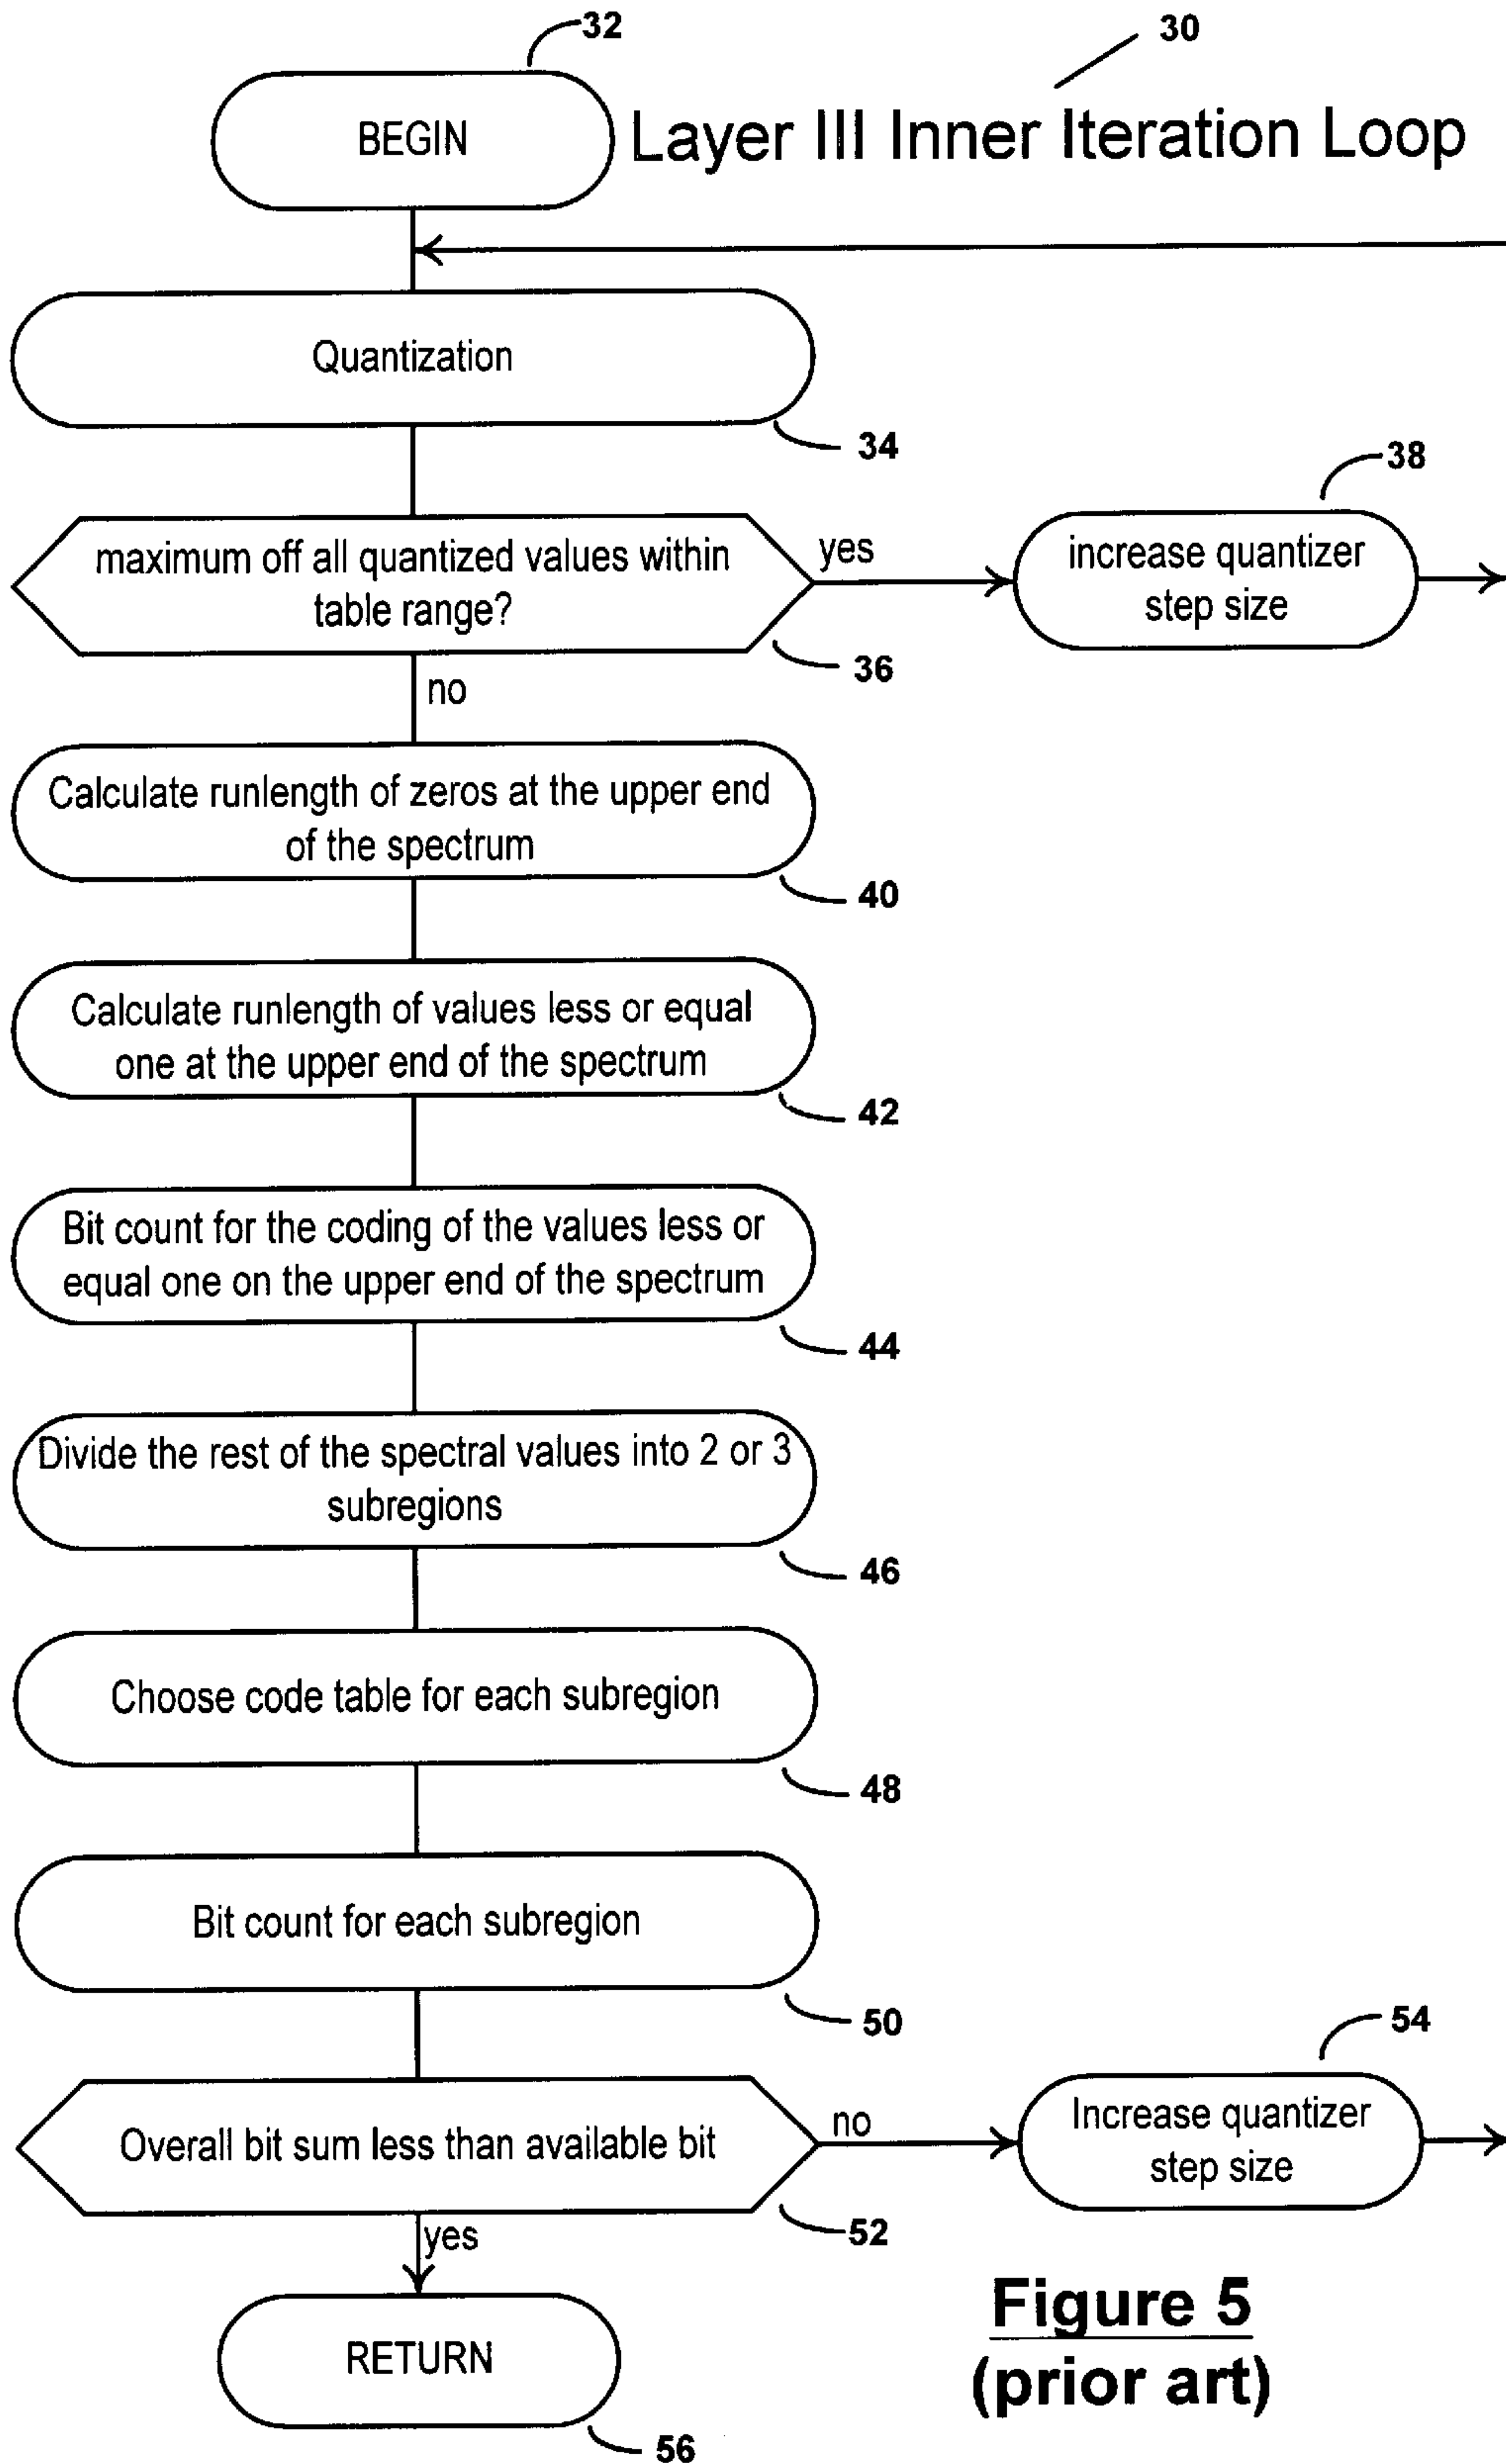 32
30
BEGIN
Layer III Inner Iteration Loop
Quantization
34
38
maximum off all quantized values within
table range?
yes
increase quantizer
step size
36
no
Calculate runlength of zeros at the upper end
of the spectrum
40
Calculate runlength of values less or equal
one at the upper end of the spectrum
42
Bit count for the coding of the values less or
equal one on the upper end of the spectrum
44
Divide the rest of the spectral values into 2 or 3
subregions
46
Choose code table for each subregion
48
Bit count for each subregion
50
54
Overall bit sum less than available bit
no
Increase quantizer
step size
52
yes
RETURN
56
Figure 5
(prior art)